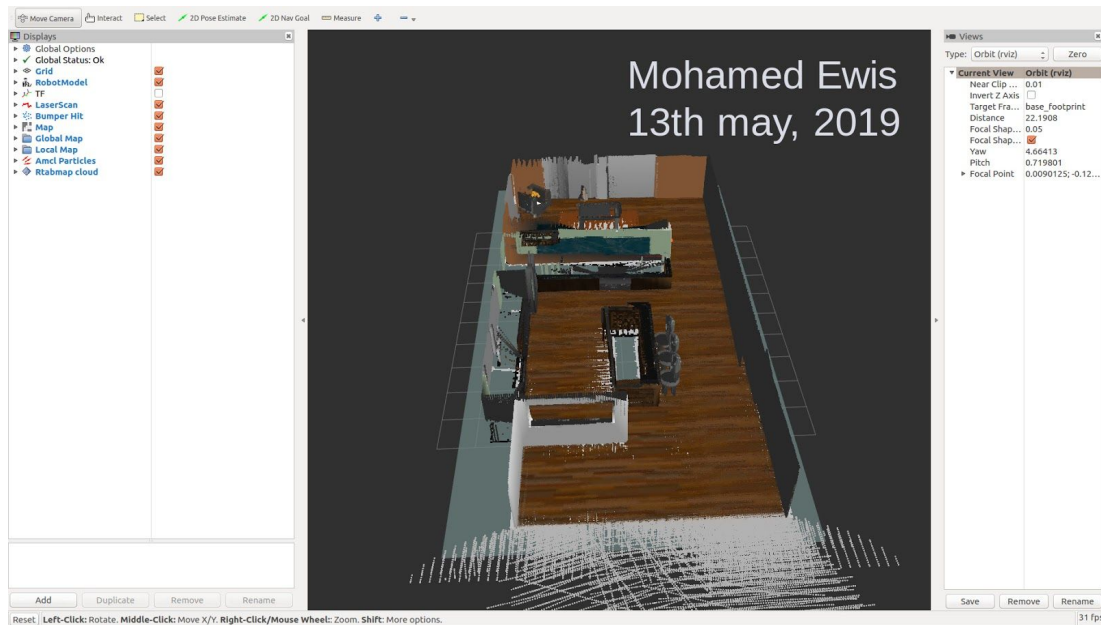 Move Camera Interact Select 2D Pose Estimate 2D Nav Goal Measure
Displays
Global Options
Global Status: Ok
Grid
RobotModel
TF
LaserScan
Bumper Hit
Map
Global Map
Local Map
Amcl Particles
Rtabmap cloud
Add Duplicate Remove Rename
Mohamed Ewis
13th may, 2019
Views
Type: Orbit (rviz) Zero
Current View Orbit (rviz)
Near Clip ... 0.01
Invert Z Axis
Target Fra... base_footprint
Distance 22.1908
Focal Shap... 0.05
Focal Shap...
Yaw 4.66413
Pitch 0.719801
Focal Point 0.0090125; -0.12...
Save Remove Rename
Reset Left-Click: Rotate. Middle-Click: Move X/Y. Right-Click/Mouse Wheel:: Zoom. Shift: More options. 31 fps